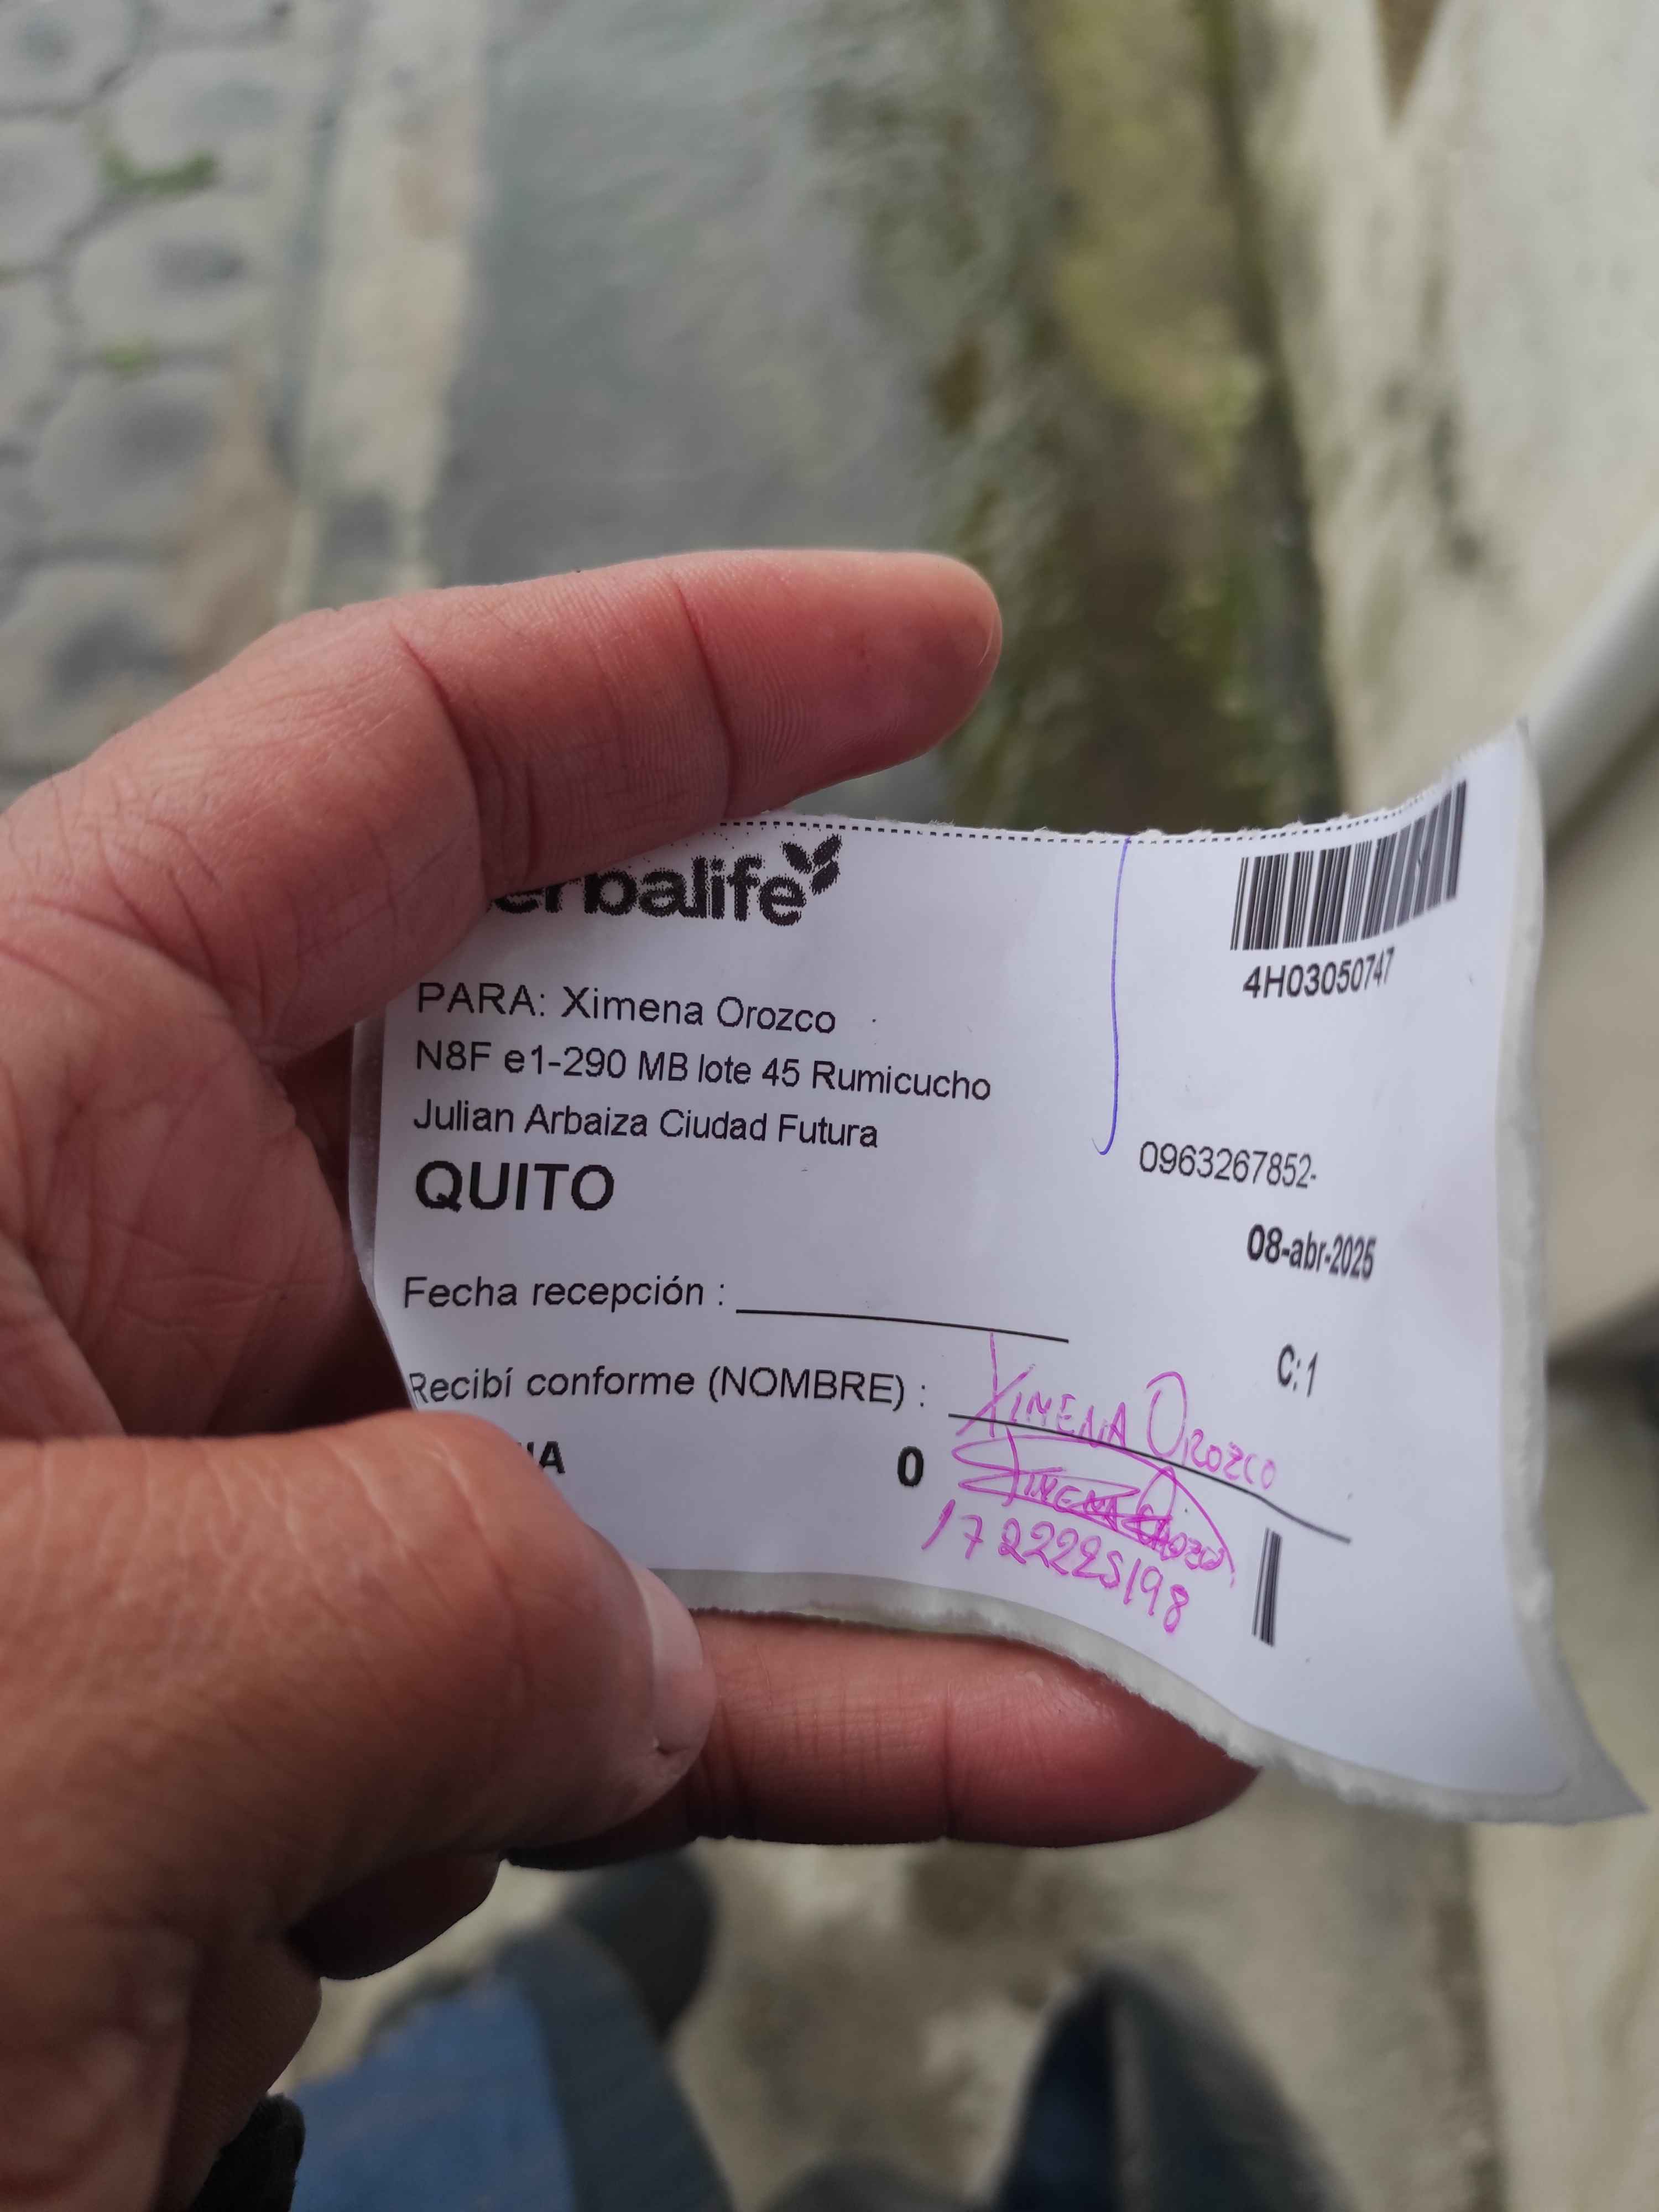 erbalife
4H03050747
PARA: Ximena Orozco
N8F e1-290 MB lote 45 Rumicucho
Julian Arbaiza Ciudad Futura
0963267852-
QUITO
08-abr-2025
Fecha recepción :
C:1
Recibí conforme (NOMBRE) : XIMENA OROZCO
0
1722225198